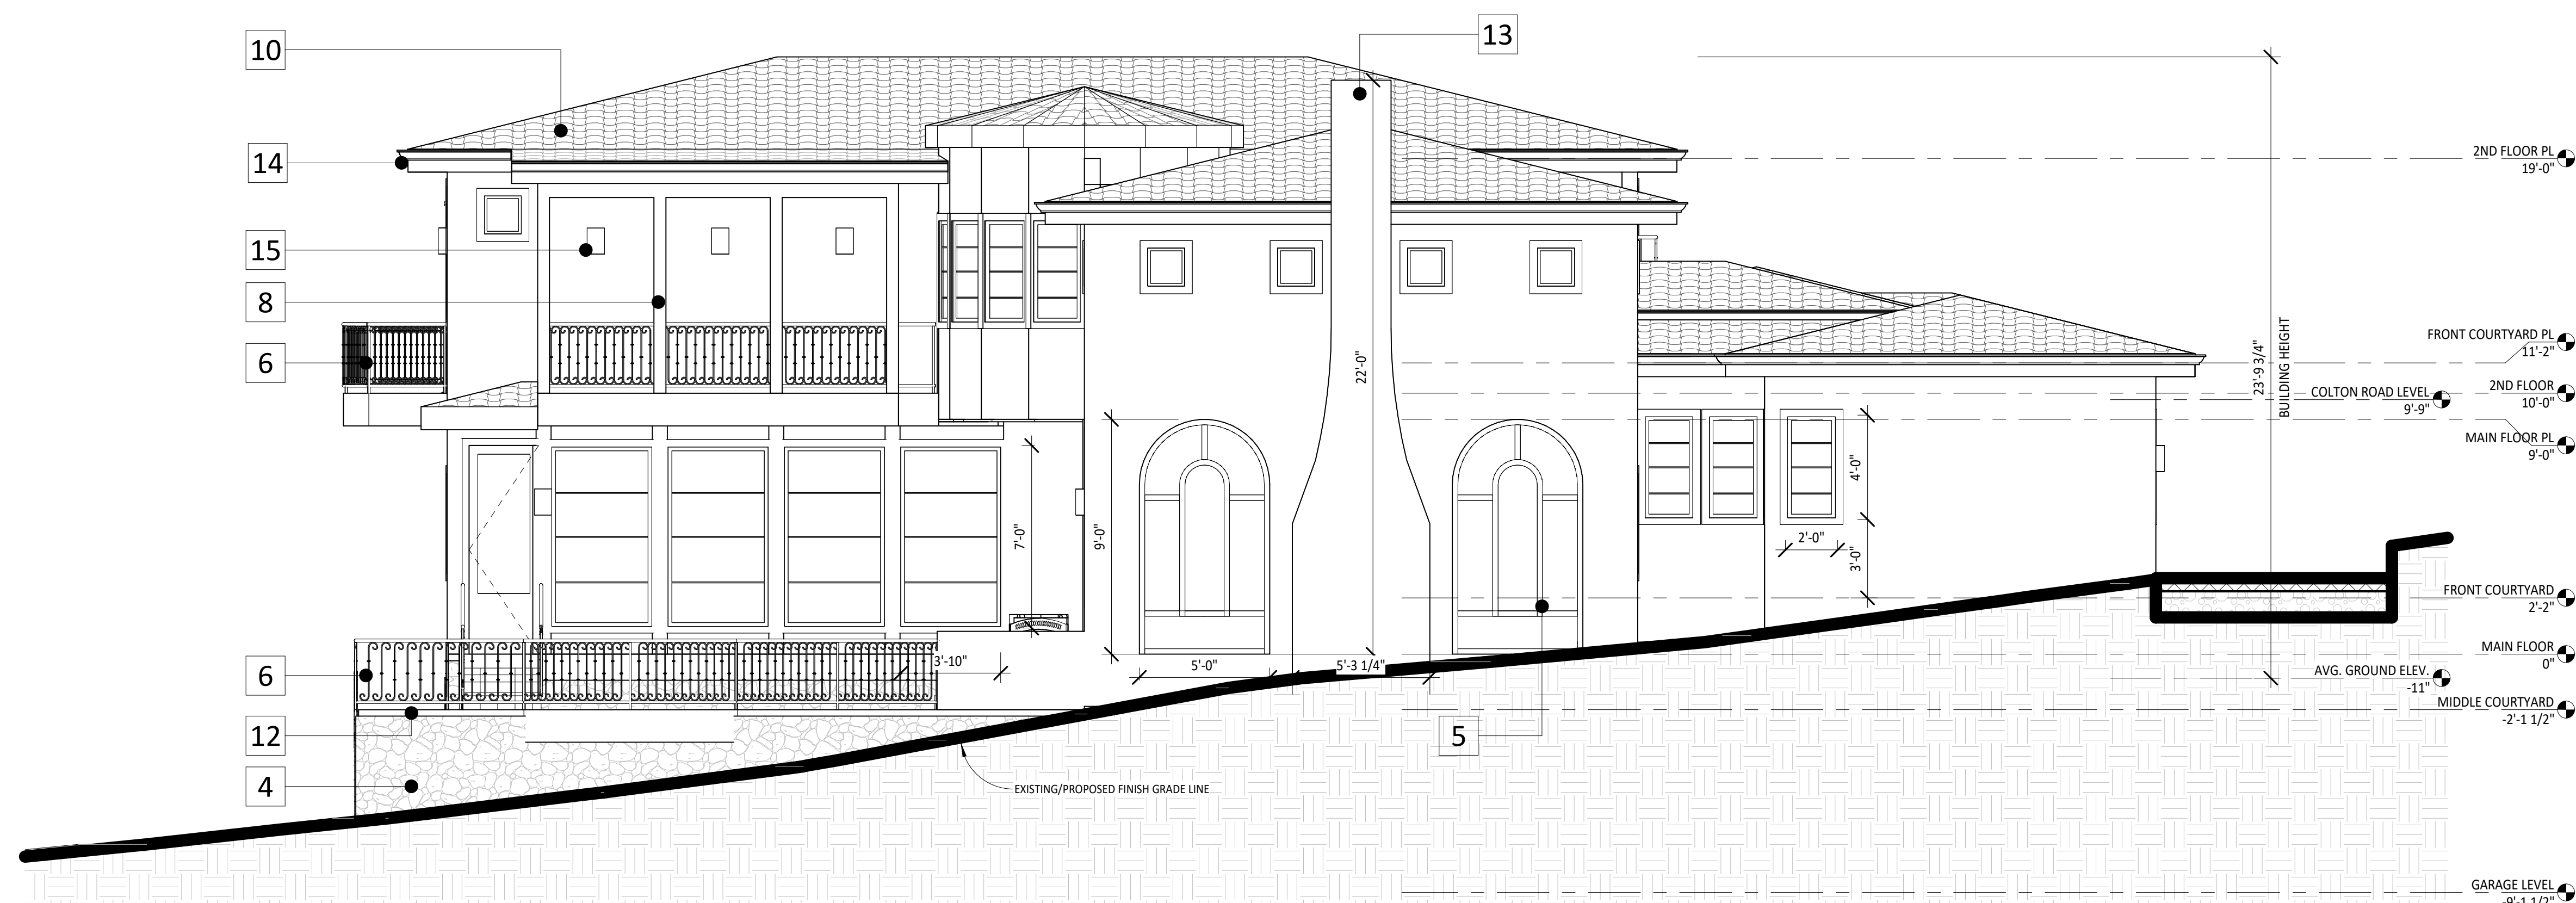 13
10
14
15
8
6
6
12
4
5
22'-0"
9'-0"
7'-0"
3'-10"
5'-0"
5'-3 1/4"
4'-0"
3'-0"
2'-0"
23'-9 3/4"
BUILDING HEIGHT
EXISTING/PROPOSED FINISH GRADE LINE
2ND FLOOR PL
19'-0"
FRONT COURTYARD PL
11'-2"
2ND FLOOR
10'-0"
COLTON ROAD LEVEL
9'-9"
MAIN FLOOR PL
9'-0"
FRONT COURTYARD
2'-2"
MAIN FLOOR
0"
AVG. GROUND ELEV.
-11"
MIDDLE COURTYARD
-2'-1 1/2"
GARAGE LEVEL
-9'-1 1/2"